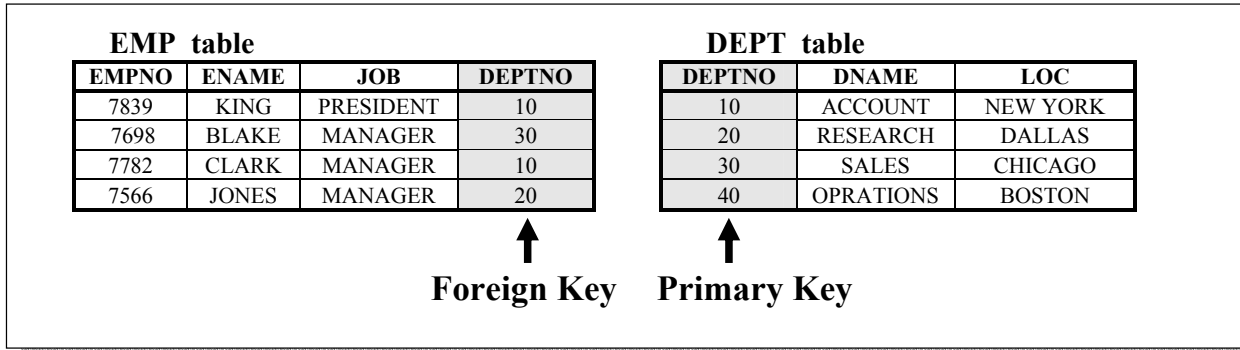 EMP table
EMPNO ENAME JOB DEPTNO
7839 KING PRESIDENT 10
7698 BLAKE MANAGER 30
7782 CLARK MANAGER 10
7566 JONES MANAGER 20
Foreign Key
DEPT table
DEPTNO DNAME LOC
10 ACCOUNT NEW YORK
20 RESEARCH DALLAS
30 SALES CHICAGO
40 OPRATIONS BOSTON
Primary Key